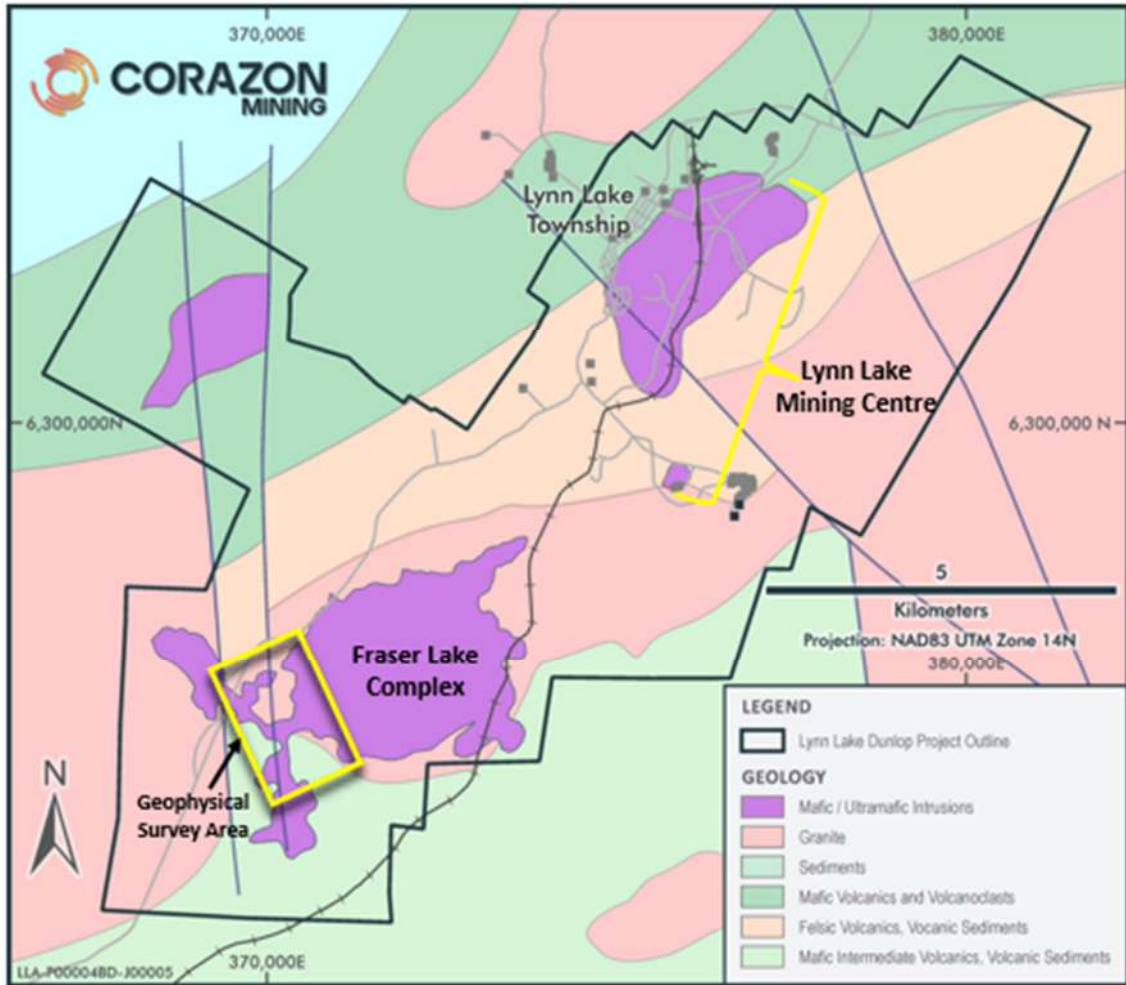 370,000E
380,000E
CORAZON
MINING
Lynn Lake
Township
Lynn Lake
Mining Centre
6,300,000N
6,300,000 N
5
Kilometers
Projection: NAD83 UTM Zone 14N
380,000E
Fraser Lake
Complex
N
Geophysical
Survey Area
LEGEND
Lynn Lake Dunlop Project Outline
GEOLOGY
Mafic / Ultramafic Intrusions
Granite
Sediments
Mafic Volcanics and Volcanoclasts
Felsic Volcanics, Vocanic Sediments
Mafic Intermediate Volcanics, Volcanic Sediments
LLA-P00004BD-J00005
370,000E